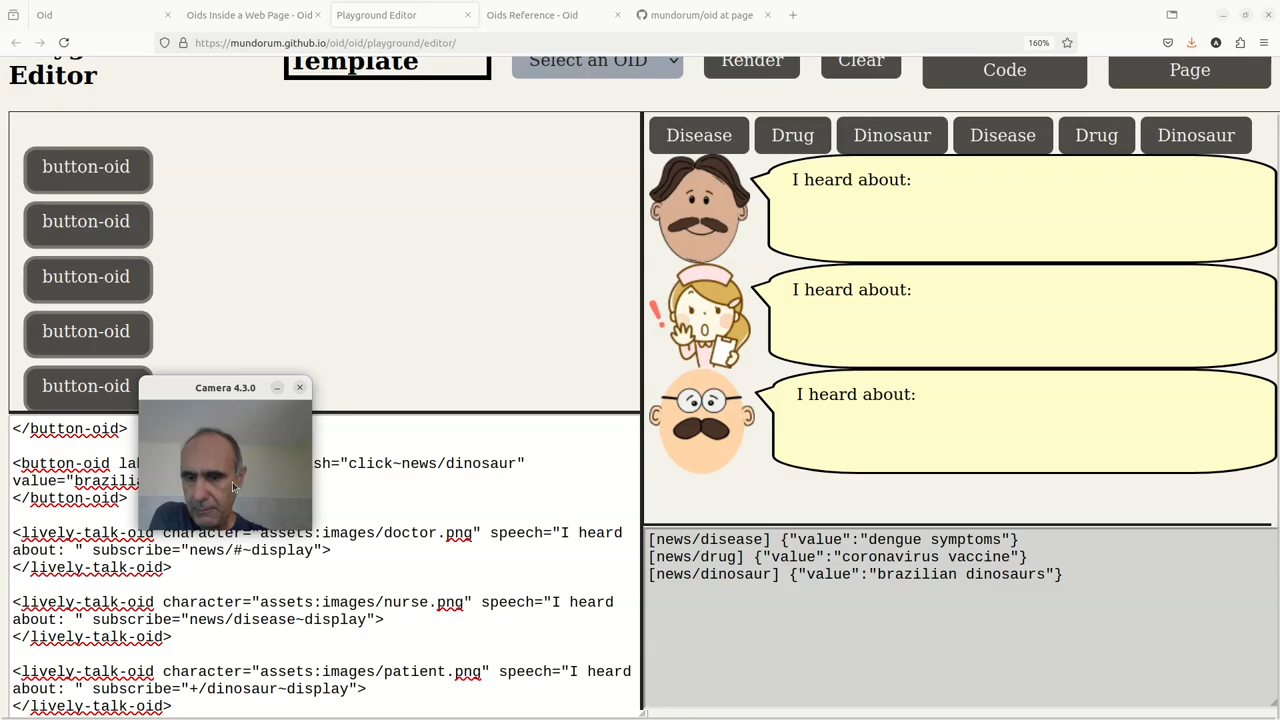 Oid
Oids Inside a Web Page - Oid
Playground Editor
Oids Reference - Oid
mundorum/oid at page
https://mundorum.github.io/oid/oid/playground/editor/
160%
Editor
Template
Select an OID
Render
Clear
Code
Page
button-oid
button-oid
button-oid
button-oid
button-oid
Disease
Drug
Dinosaur
Disease
Drug
Dinosaur
I heard about:
I heard about:
I heard about:
Camera 4.3.0
</button-oid>
<button-oid la sh="click~news/dinosaur"
value="brazili
</button-oid>
<lively-talk-oid character="assets:images/doctor.png" speech="I heard
about: " subscribe="news/#~display">
</lively-talk-oid>
<lively-talk-oid character="assets:images/nurse.png" speech="I heard
about: " subscribe="news/disease~display">
</lively-talk-oid>
<lively-talk-oid character="assets:images/patient.png" speech="I heard
about: " subscribe="+/dinosaur~display">
</lively-talk-oid>
[news/disease] {"value":"dengue symptoms"}
[news/drug] {"value":"coronavirus vaccine"}
[news/dinosaur] {"value":"brazilian dinosaurs"}